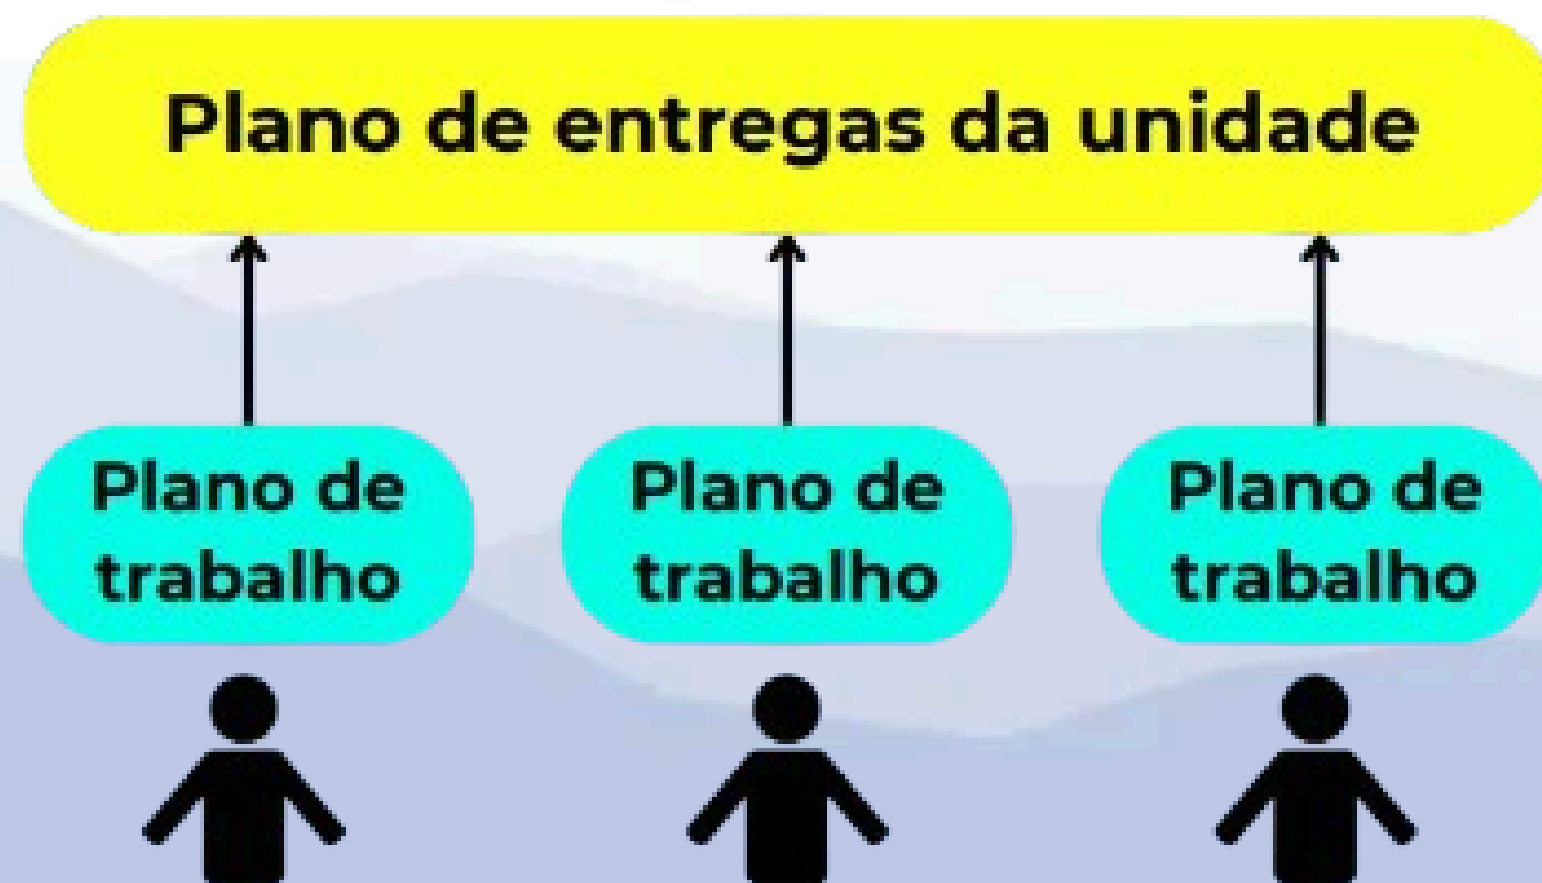 Plano de entregas da unidade
Plano de
trabalho
Plano de
trabalho
Plano de
trabalho